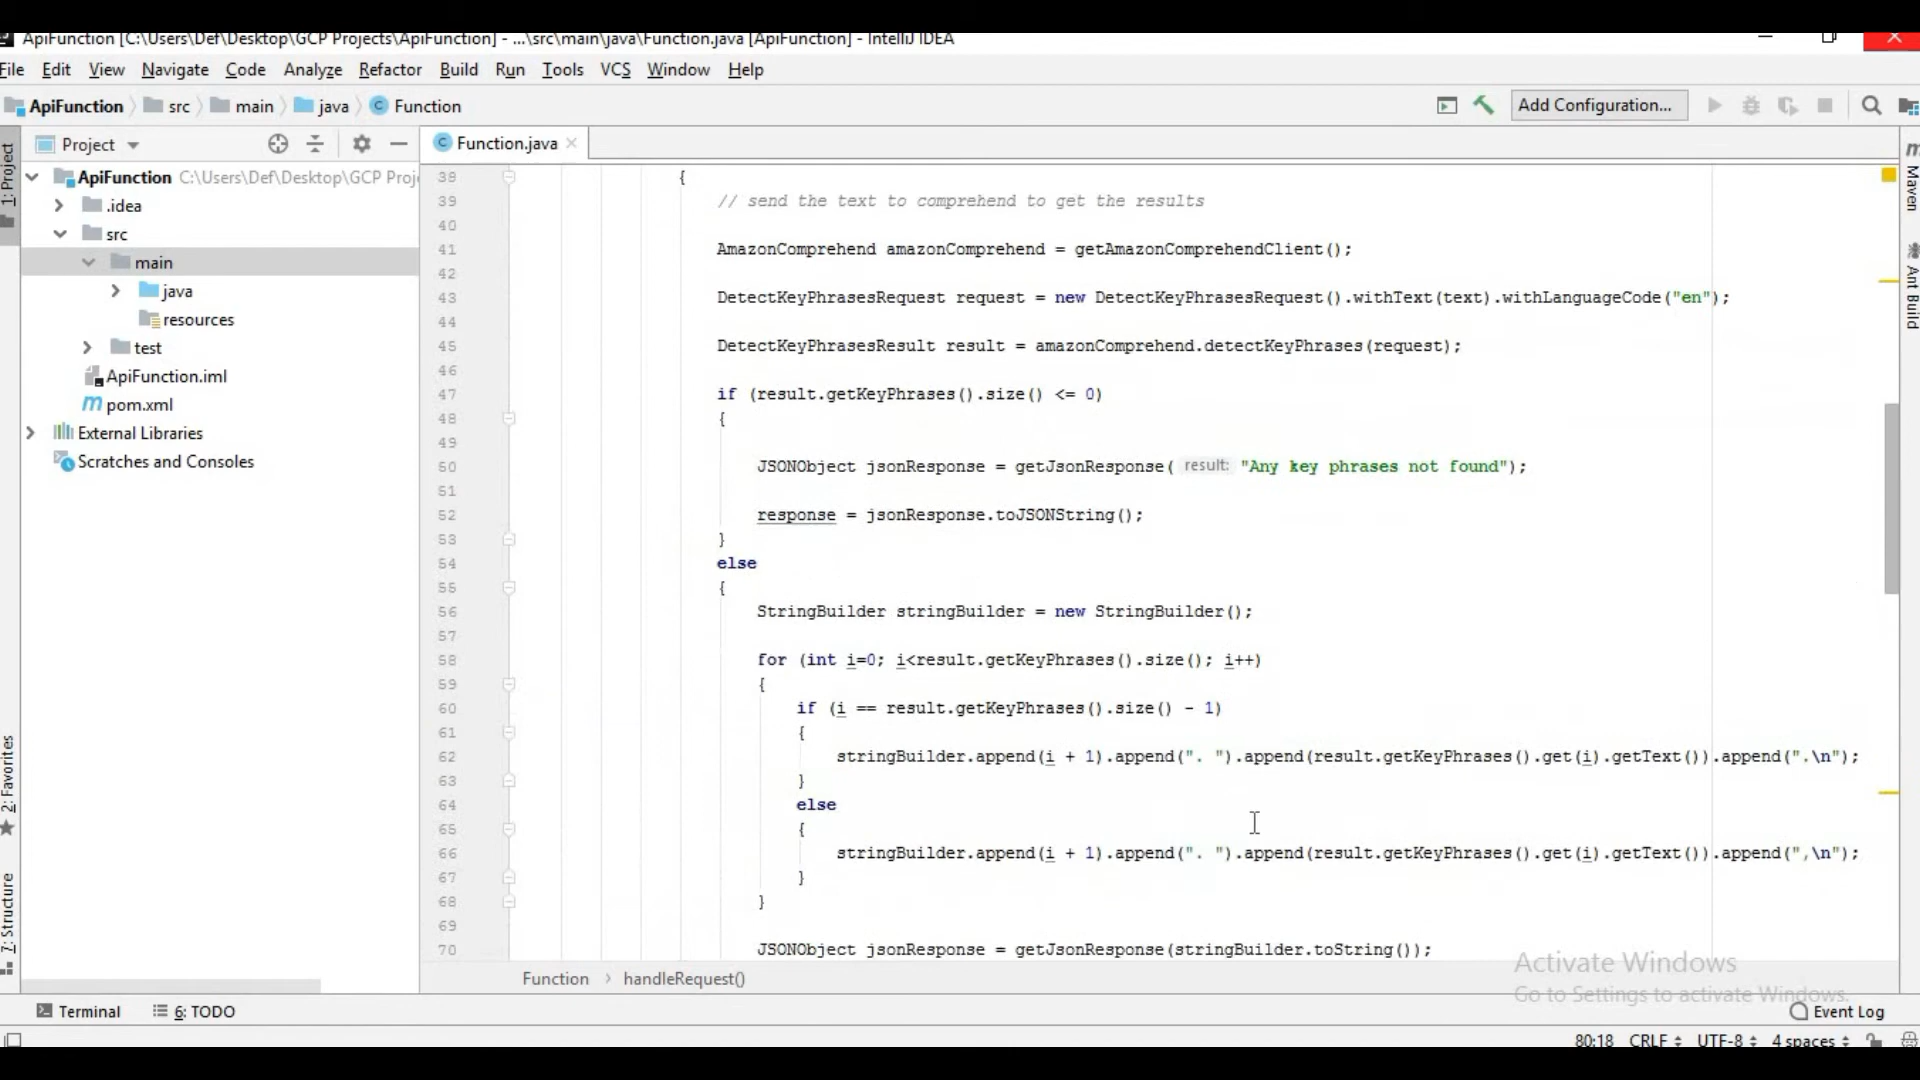 ApiFunction [C:\Users\Def\Desktop\GCP Projects\ApiFunction] - ...\src\main\java\Function.java [ApiFunction] - IntelliJ IDEA
File Edit View Navigate Code Analyze Refactor Build Run Tools VCS Window Help
ApiFunction src main java Function Add Configuration...
1: Project
Project
ApiFunction C:\Users\Def\Desktop\GCP Proj
.idea
src
main
java
resources
test
ApiFunction.iml
pom.xml
External Libraries
Scratches and Consoles
2: Favorites
7: Structure
Function.java
38 {
39 // send the text to comprehend to get the results
40
41 AmazonComprehend amazonComprehend = getAmazonComprehendClient();
42
43 DetectKeyPhrasesRequest request = new DetectKeyPhrasesRequest().withText(text).withLanguageCode("en");
44
45 DetectKeyPhrasesResult result = amazonComprehend.detectKeyPhrases(request);
46
47 if (result.getKeyPhrases().size() <= 0)
48 {
49
50 JSONObject jsonResponse = getJsonResponse( result: "Any key phrases not found");
51
52 response = jsonResponse.toJSONString();
53 }
54 else
55 {
56 StringBuilder stringBuilder = new StringBuilder();
57
58 for (int i=0; i<result.getKeyPhrases().size(); i++)
59 {
60 if (i == result.getKeyPhrases().size() - 1)
61 {
62 stringBuilder.append(i + 1).append(". ").append(result.getKeyPhrases().get(i).getText()).append(".\n");
63 }
64 else
65 {
66 stringBuilder.append(i + 1).append(". ").append(result.getKeyPhrases().get(i).getText()).append(",\n");
67 }
68 }
69
70 JSONObject jsonResponse = getJsonResponse(stringBuilder.toString());
Maven
Ant Build
Function handleRequest()
Activate Windows
Go to Settings to activate Windows.
Terminal 6: TODO Event Log
80:18 CRLF UTF-8 4 spaces